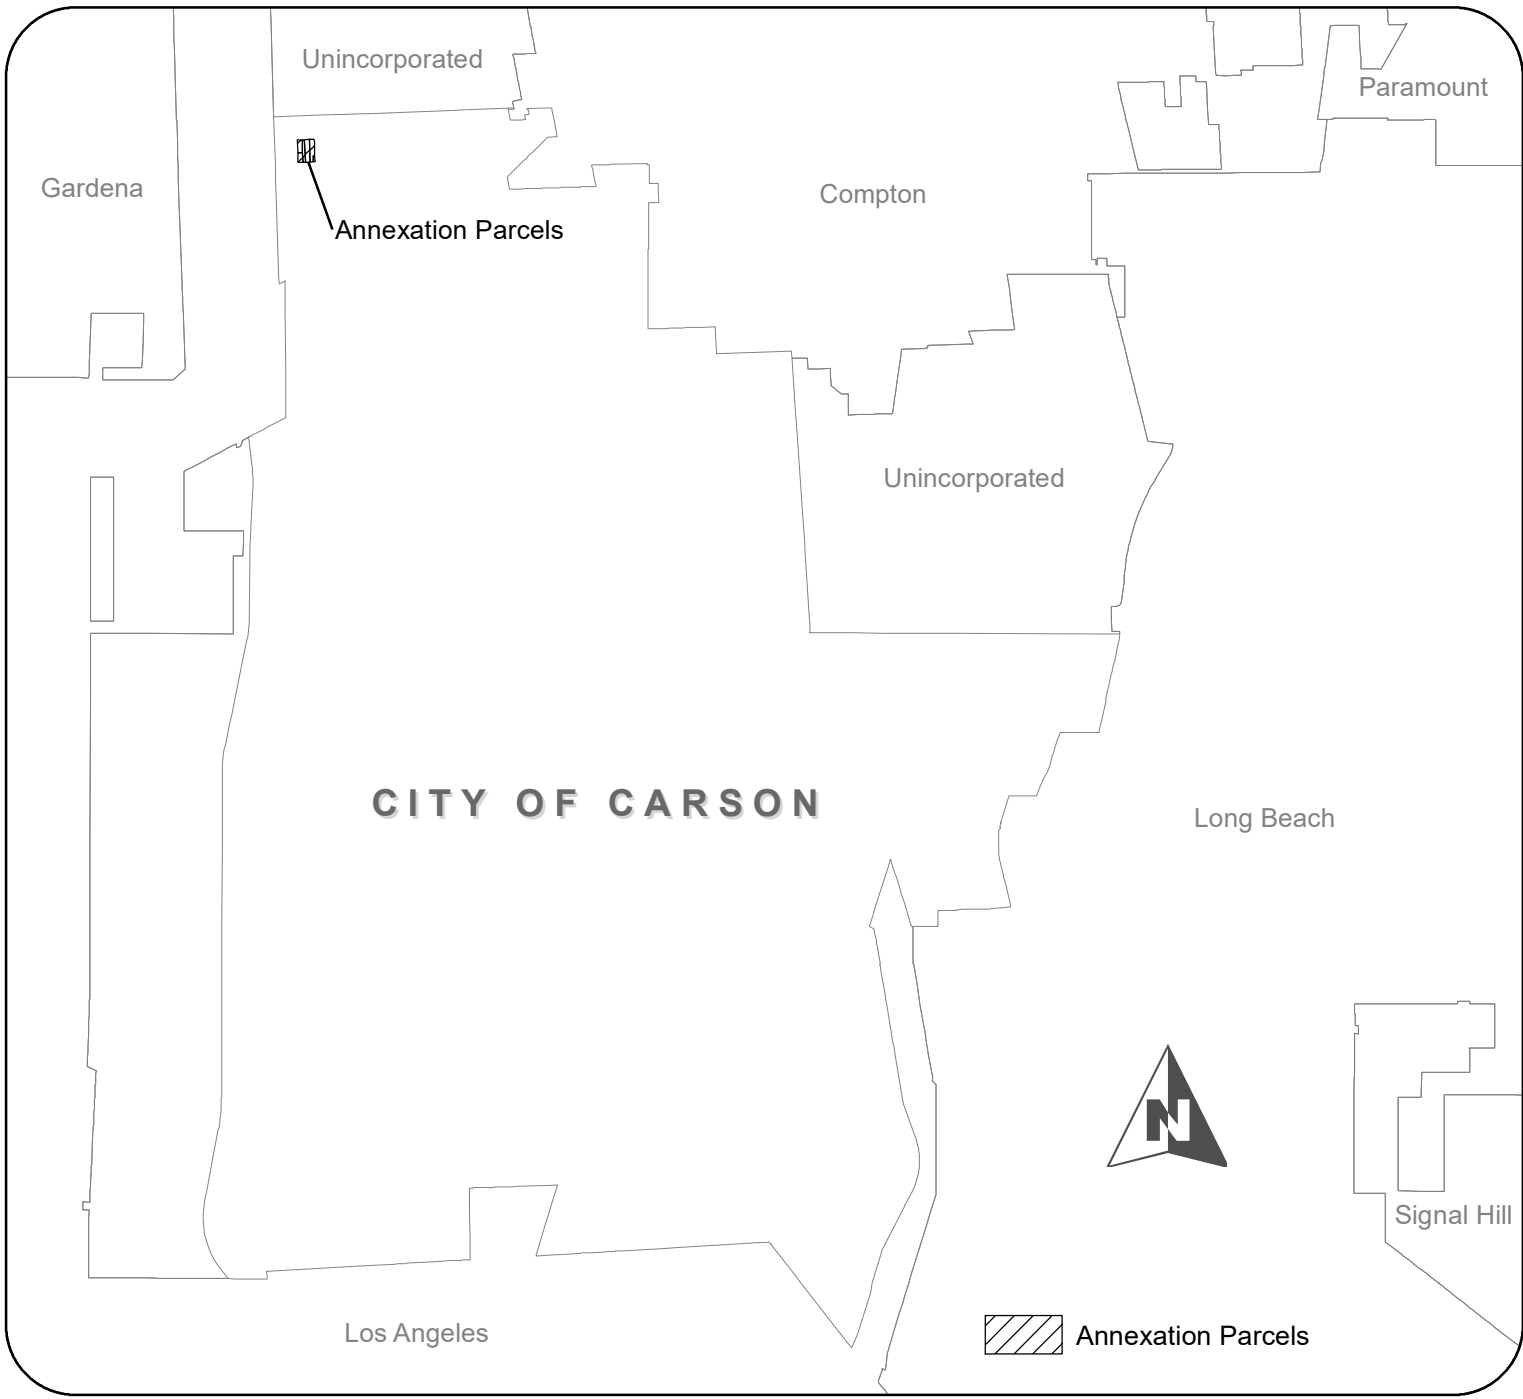 Unincorporated
Paramount
Gardena
Compton
Annexation Parcels
Unincorporated
CITY OF CARSON
Long Beach
N
Signal Hill
Los Angeles
Annexation Parcels